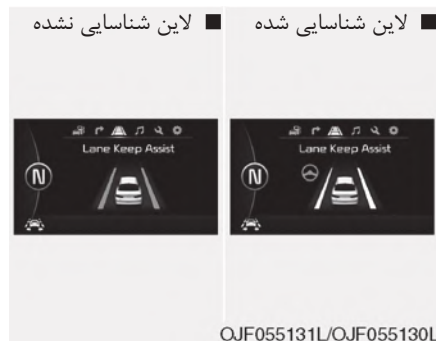 ■ لاین شناسایی شده
■ لاین شناسایی نشده
Lane Keep Assist
N
Lane Keep Assist
N
OJF055131L/OJF055130L